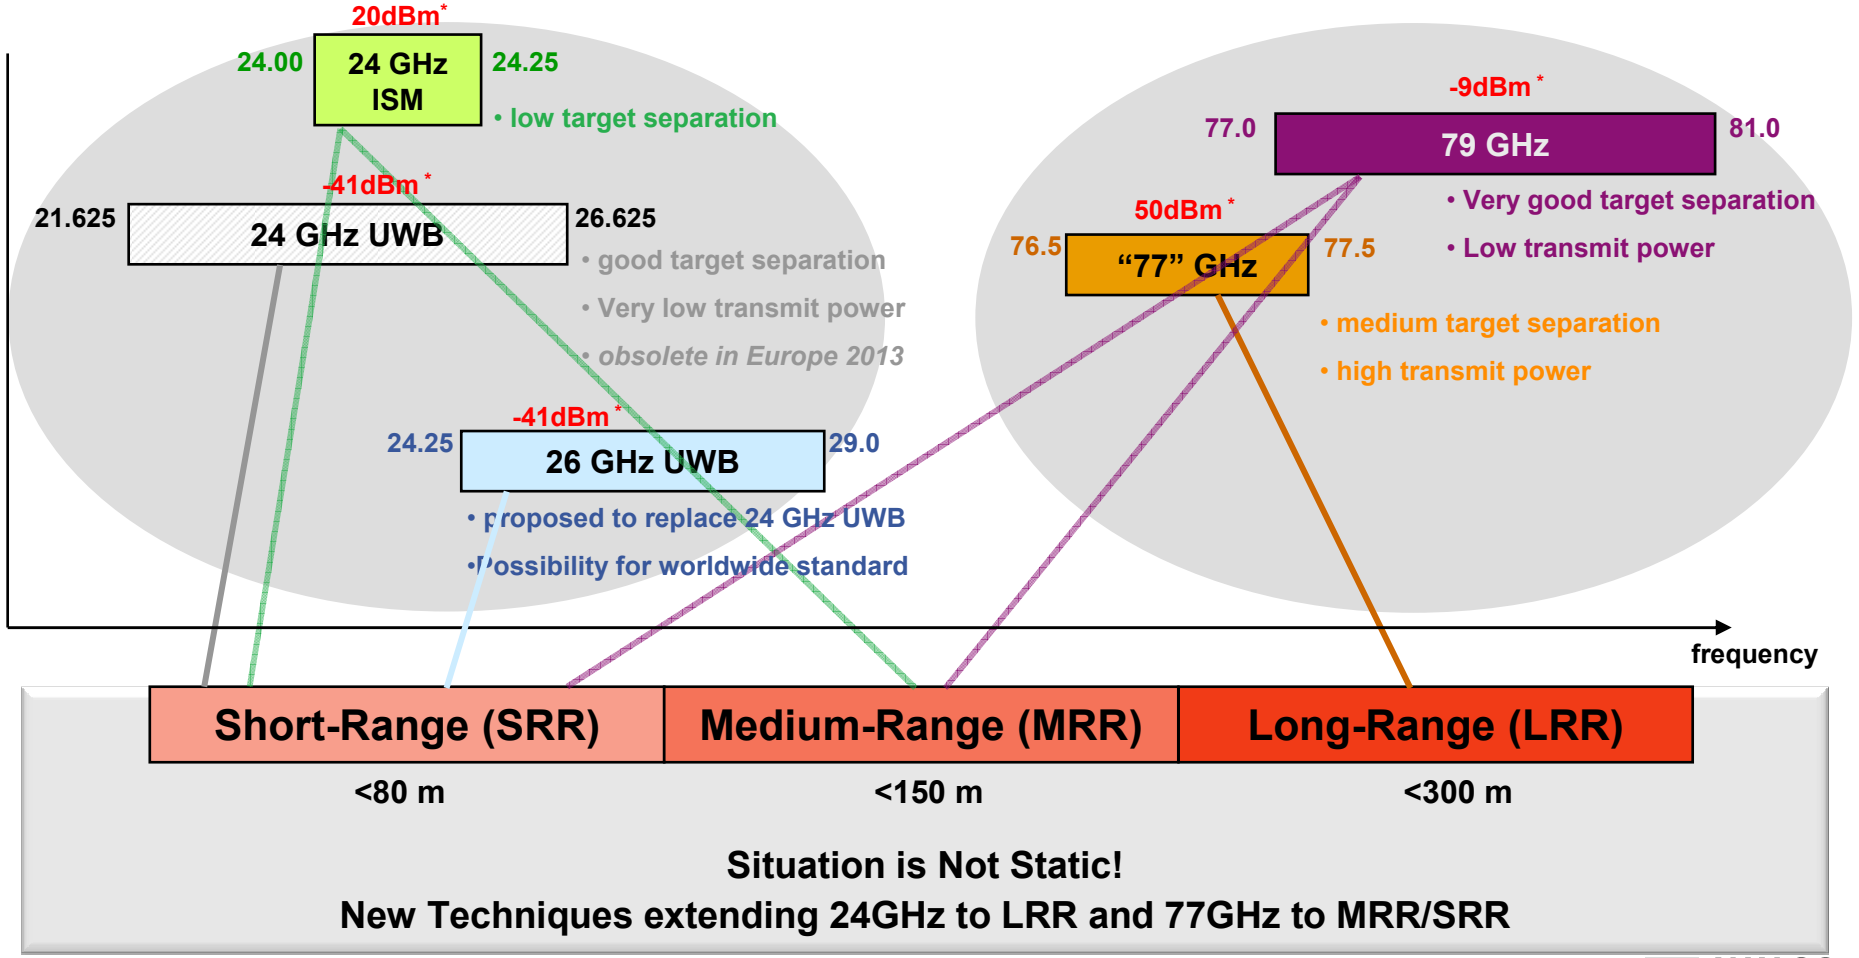 20dBm*
24.00
24 GHz
ISM
24.25
• low target separation
-41dBm*
21.625
24 GHz UWB
26.625
• good target separation
• Very low transmit power
• obsolete in Europe 2013
-41dBm*
24.25
26 GHz UWB
29.0
• proposed to replace 24 GHz UWB
•Possibility for worldwide standard
-9dBm*
77.0
79 GHz
81.0
• Very good target separation
• Low transmit power
50dBm*
76.5
“77” GHz
77.5
• medium target separation
• high transmit power
frequency
Short-Range (SRR)
Medium-Range (MRR)
Long-Range (LRR)
<80 m
<150 m
<300 m
Situation is Not Static!
New Techniques extending 24GHz to LRR and 77GHz to MRR/SRR